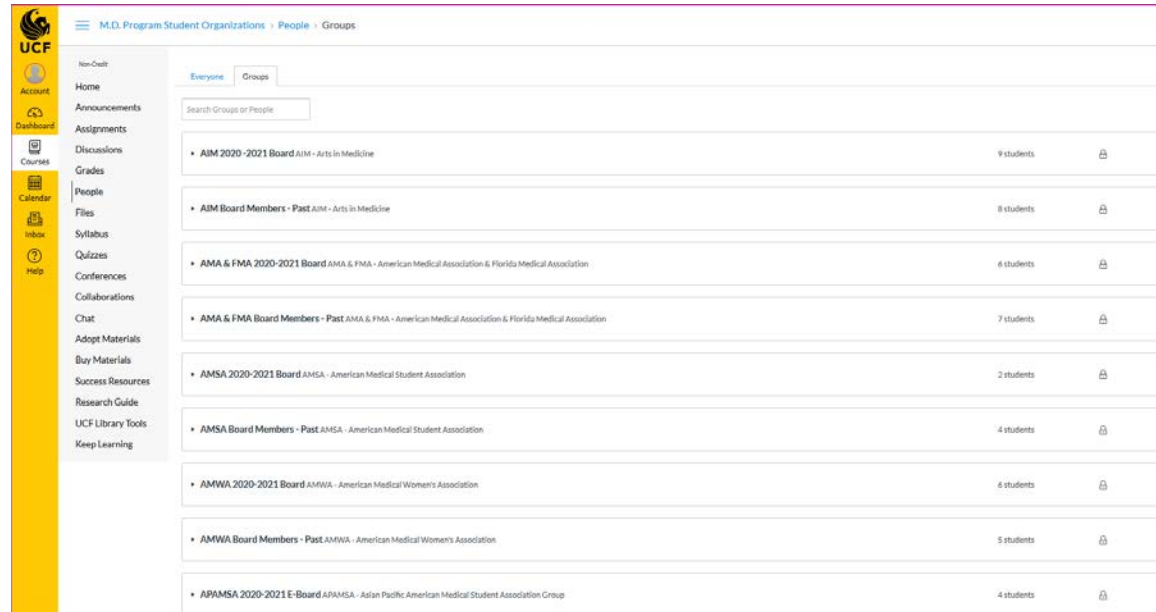 UCF
Account
Dashboard
Courses
Calendar
Inbox
Help
M.D. Program Student Organizations › People › Groups
Non-Credit
Home
Announcements
Assignments
Discussions
Grades
People
Files
Syllabus
Quizzes
Conferences
Collaborations
Chat
Adopt Materials
Buy Materials
Success Resources
Research Guide
UCF Library Tools
Keep Learning
Everyone Groups
Search Groups or People
AIM 2020 -2021 Board AIM - Arts in Medicine 9 students
AIM Board Members - Past AIM - Arts in Medicine 8 students
AMA & FMA 2020-2021 Board AMA & FMA - American Medical Association & Florida Medical Association 6 students
AMA & FMA Board Members - Past AMA & FMA - American Medical Association & Florida Medical Association 7 students
AMSA 2020-2021 Board AMSA - American Medical Student Association 2 students
AMSA Board Members - Past AMSA - American Medical Student Association 4 students
AMWA 2020-2021 Board AMWA - American Medical Women's Association 6 students
AMWA Board Members - Past AMWA - American Medical Women's Association 5 students
APAMSA 2020-2021 E-Board APAMSA - Asian Pacific American Medical Student Association Group 4 students